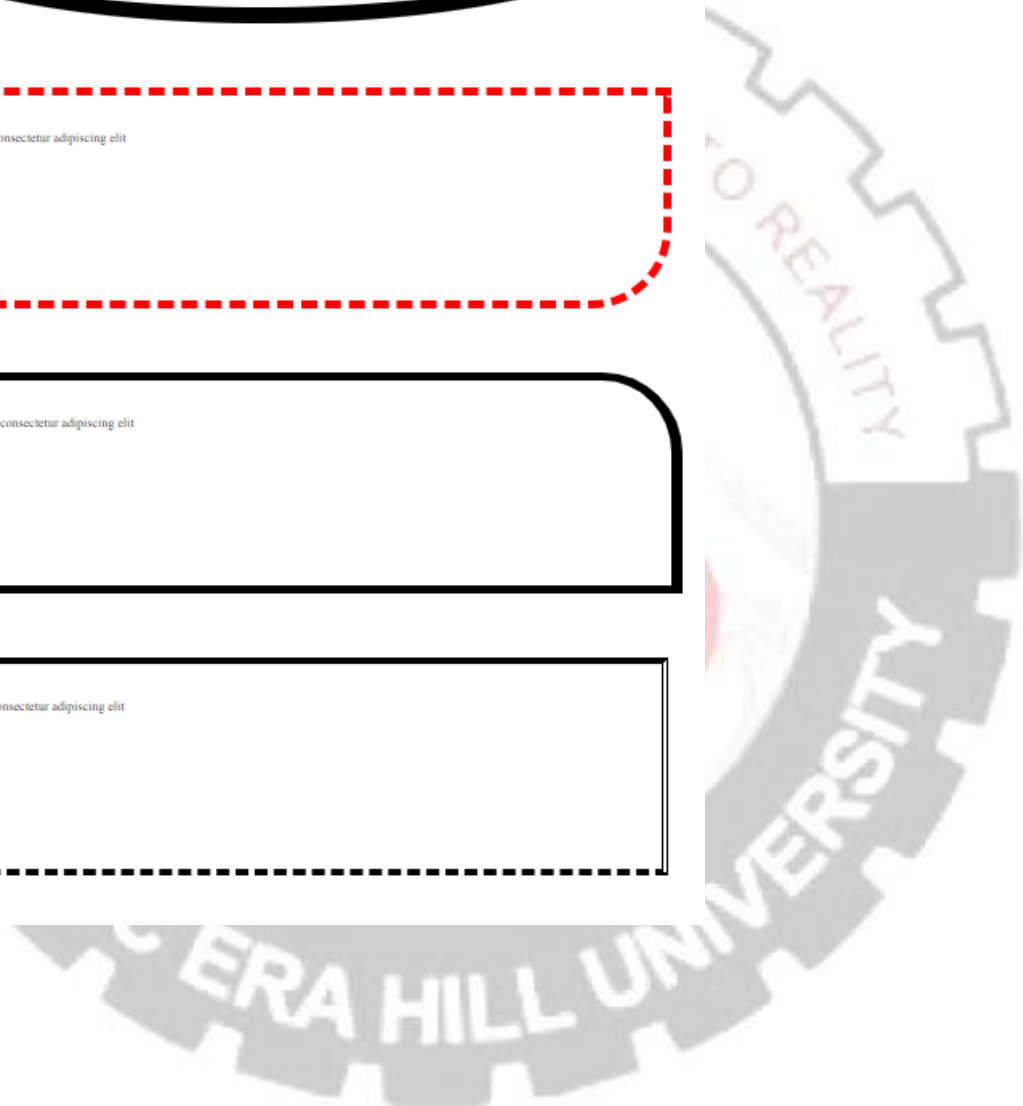 onsectetur adipiscing elit
TO REALITY
consectetur adipiscing elit
onsectetur adipiscing elit
C ERA HILL UNIVERSITY